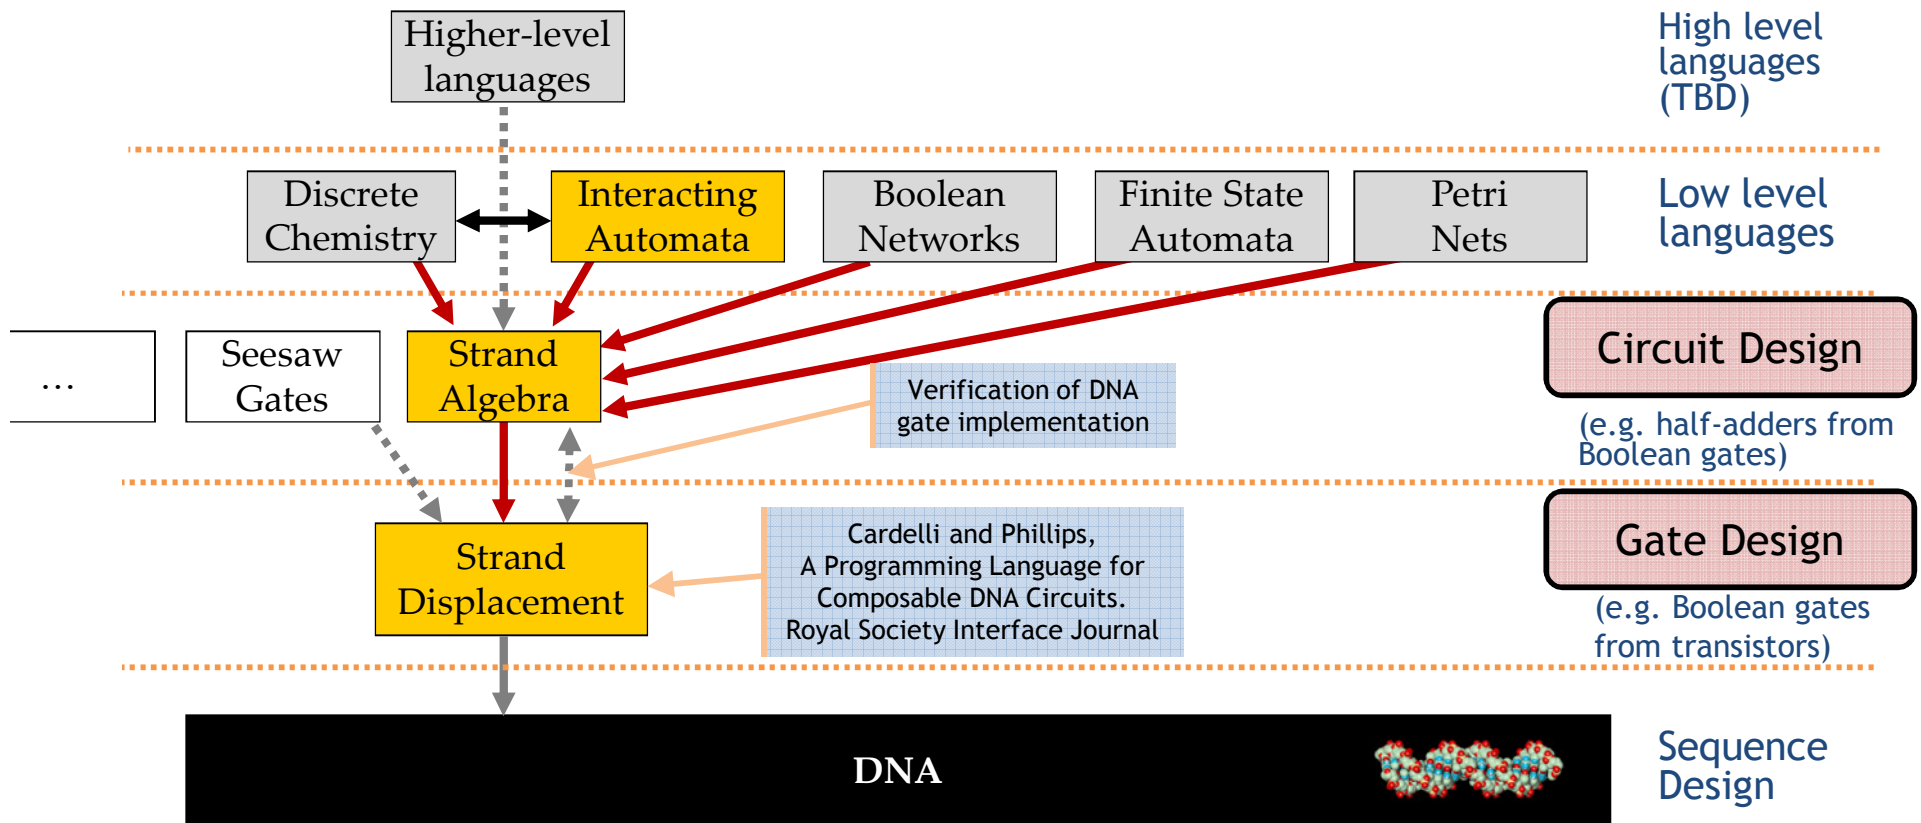 Higher-level
languages
High level
languages
(TBD)
Discrete
Chemistry
Interacting
Automata
Boolean
Networks
Finite State
Automata
Petri
Nets
Low level
languages
...
Seesaw
Gates
Strand
Algebra
Verification of DNA
gate implementation
Circuit Design
(e.g. half-adders from
Boolean gates)
Strand
Displacement
Cardelli and Phillips,
A Programming Language for
Composable DNA Circuits.
Royal Society Interface Journal
Gate Design
(e.g. Boolean gates
from transistors)
DNA
Sequence
Design